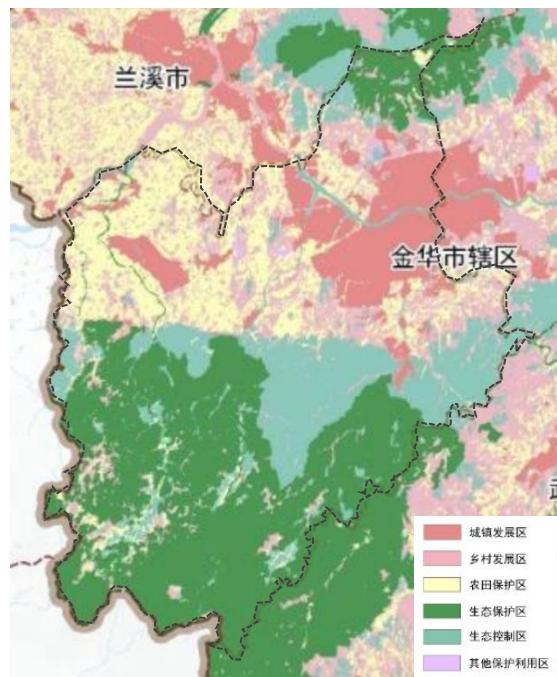 兰溪市
金华市辖区
城镇发展区
乡村发展区
农田保护区
生态保护区
生态控制区
其他保护利用区